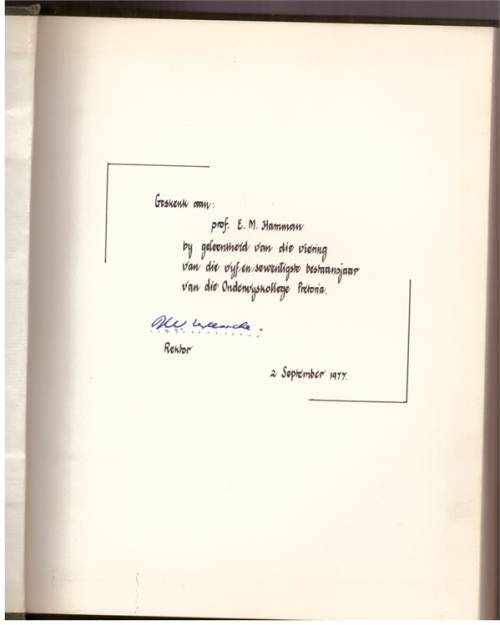 Geskenk aan:
prof. E. M. Hamman
by geleentheid van die viering
van die vyf-en-sewentigste bestaansjaar
van die Onderwyskollege Pretoria.
Rektor
2 September 1977.